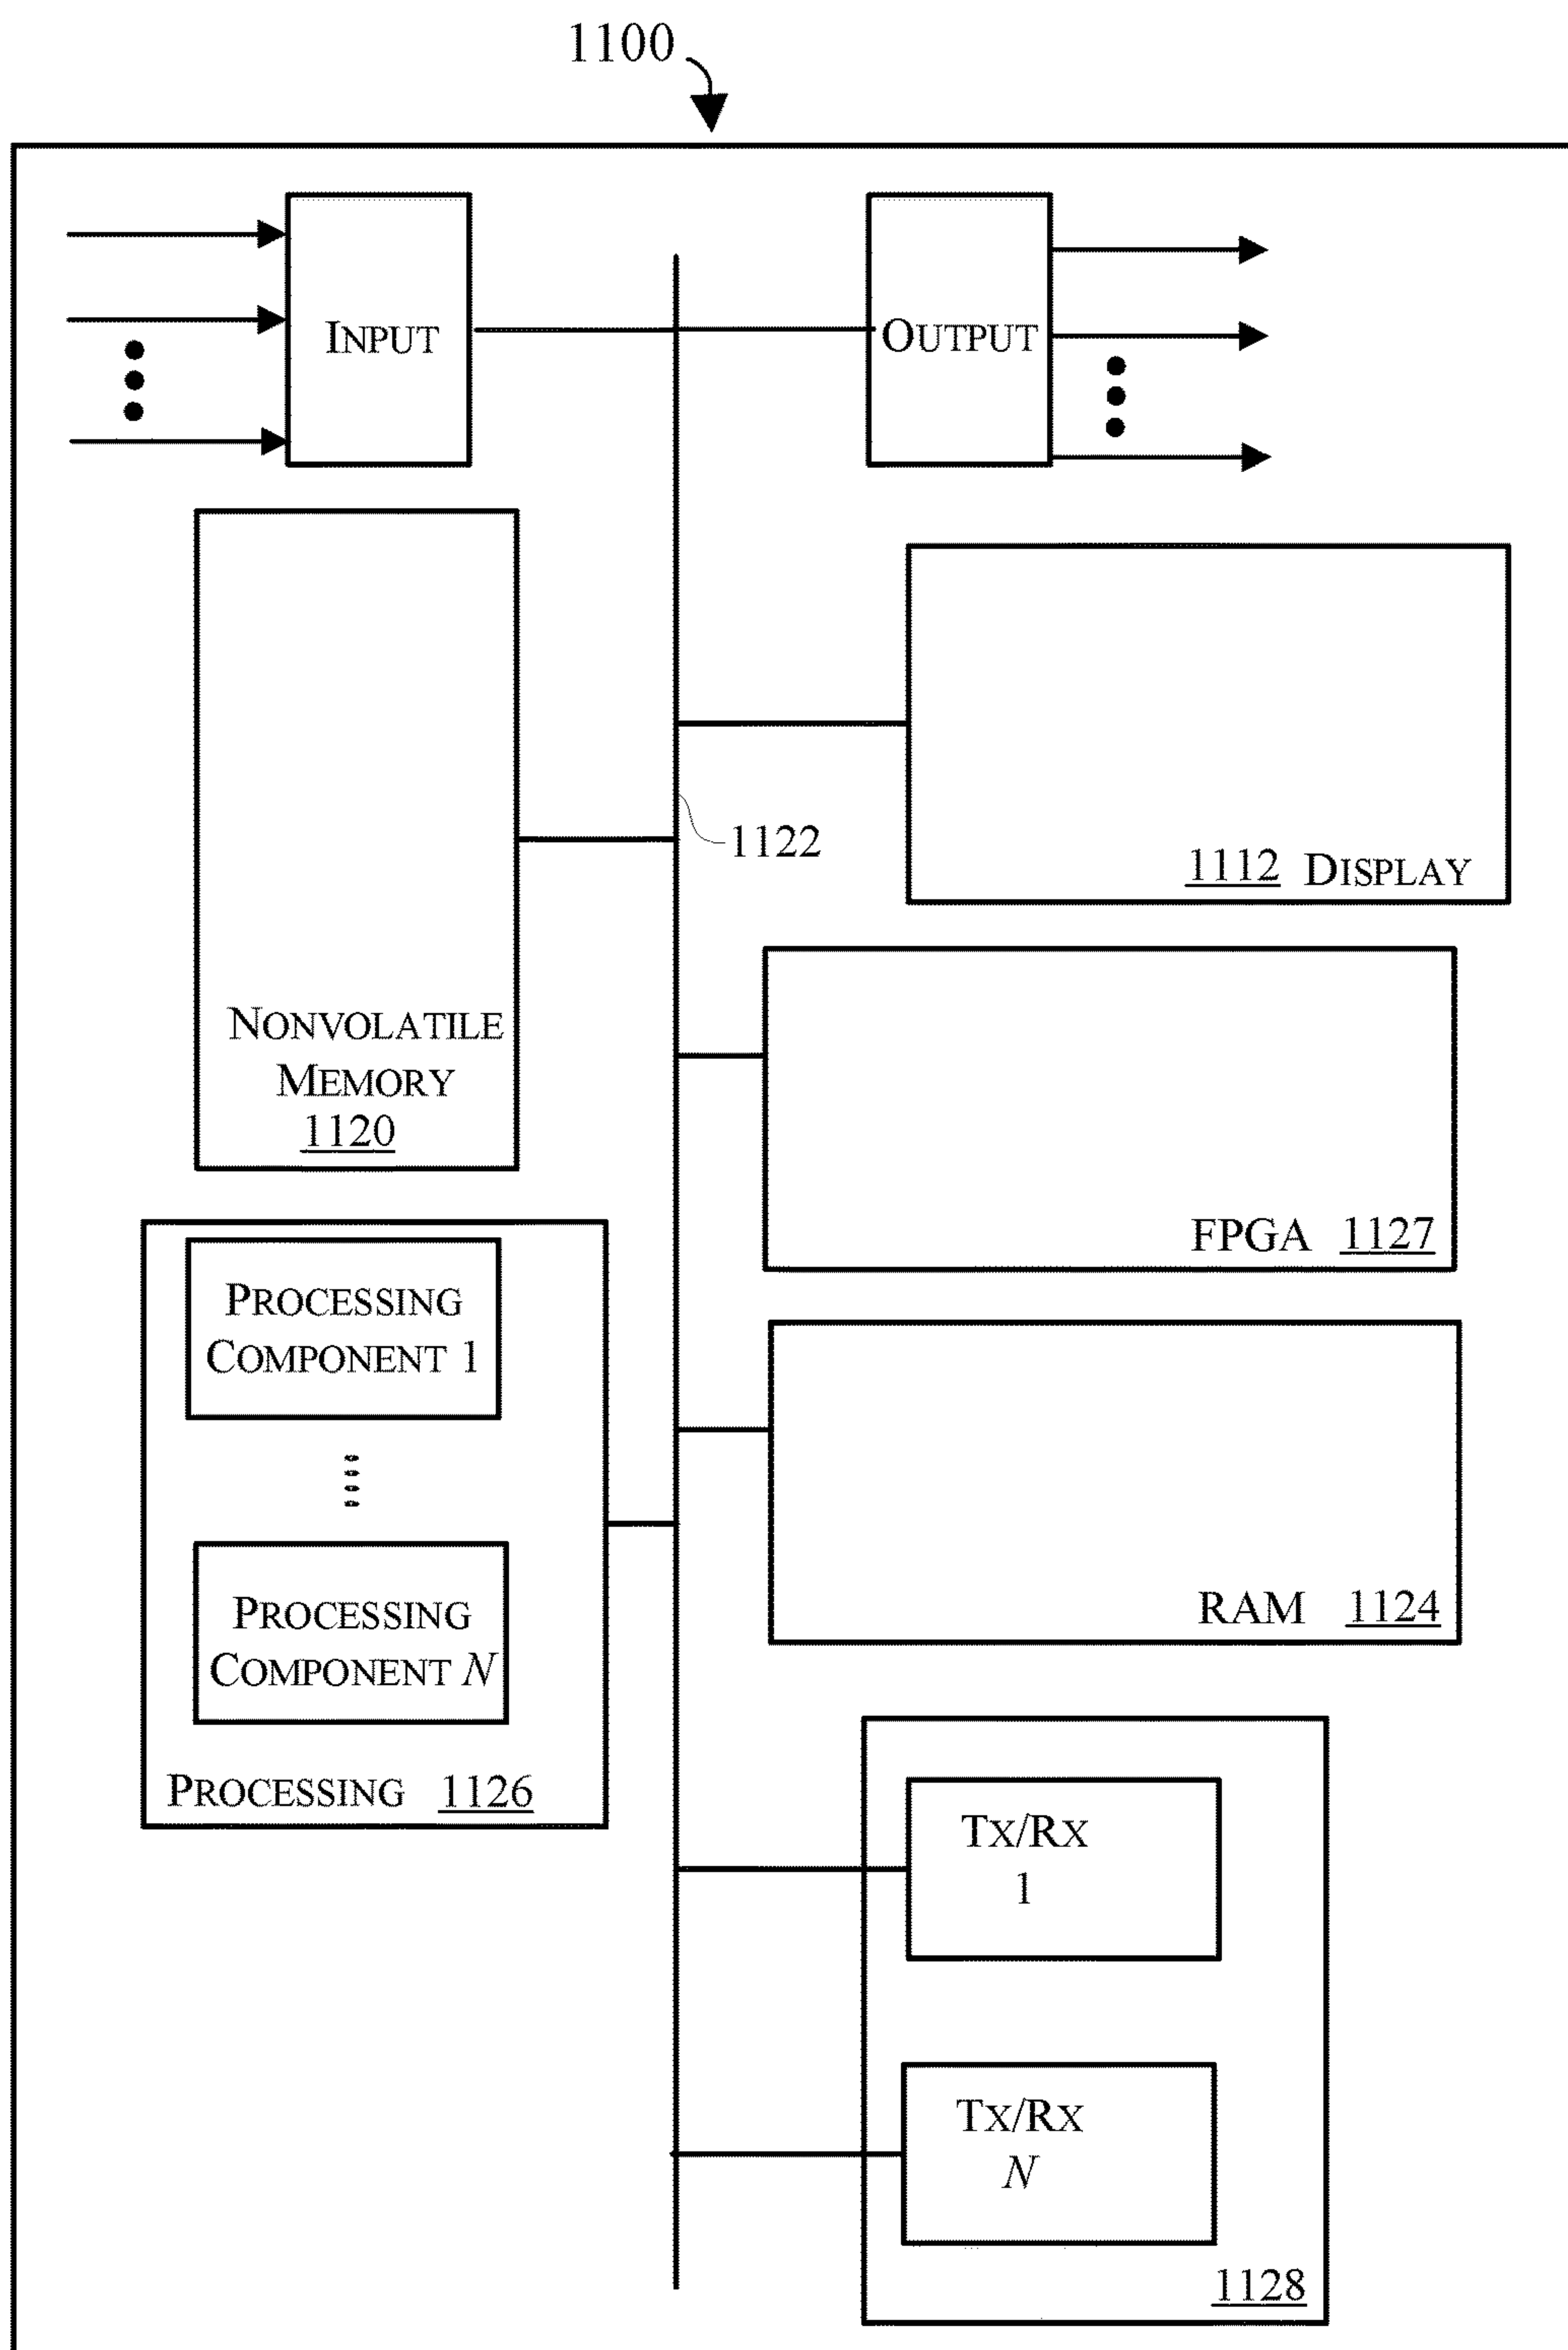 1100
INPUT
OUTPUT
1122
1112 DISPLAY
NONVOLATILE
MEMORY
1120
FPGA 1127
PROCESSING
COMPONENT 1
PROCESSING
COMPONENT N
PROCESSING 1126
RAM 1124
TX/RX
1
TX/RX
N
1128